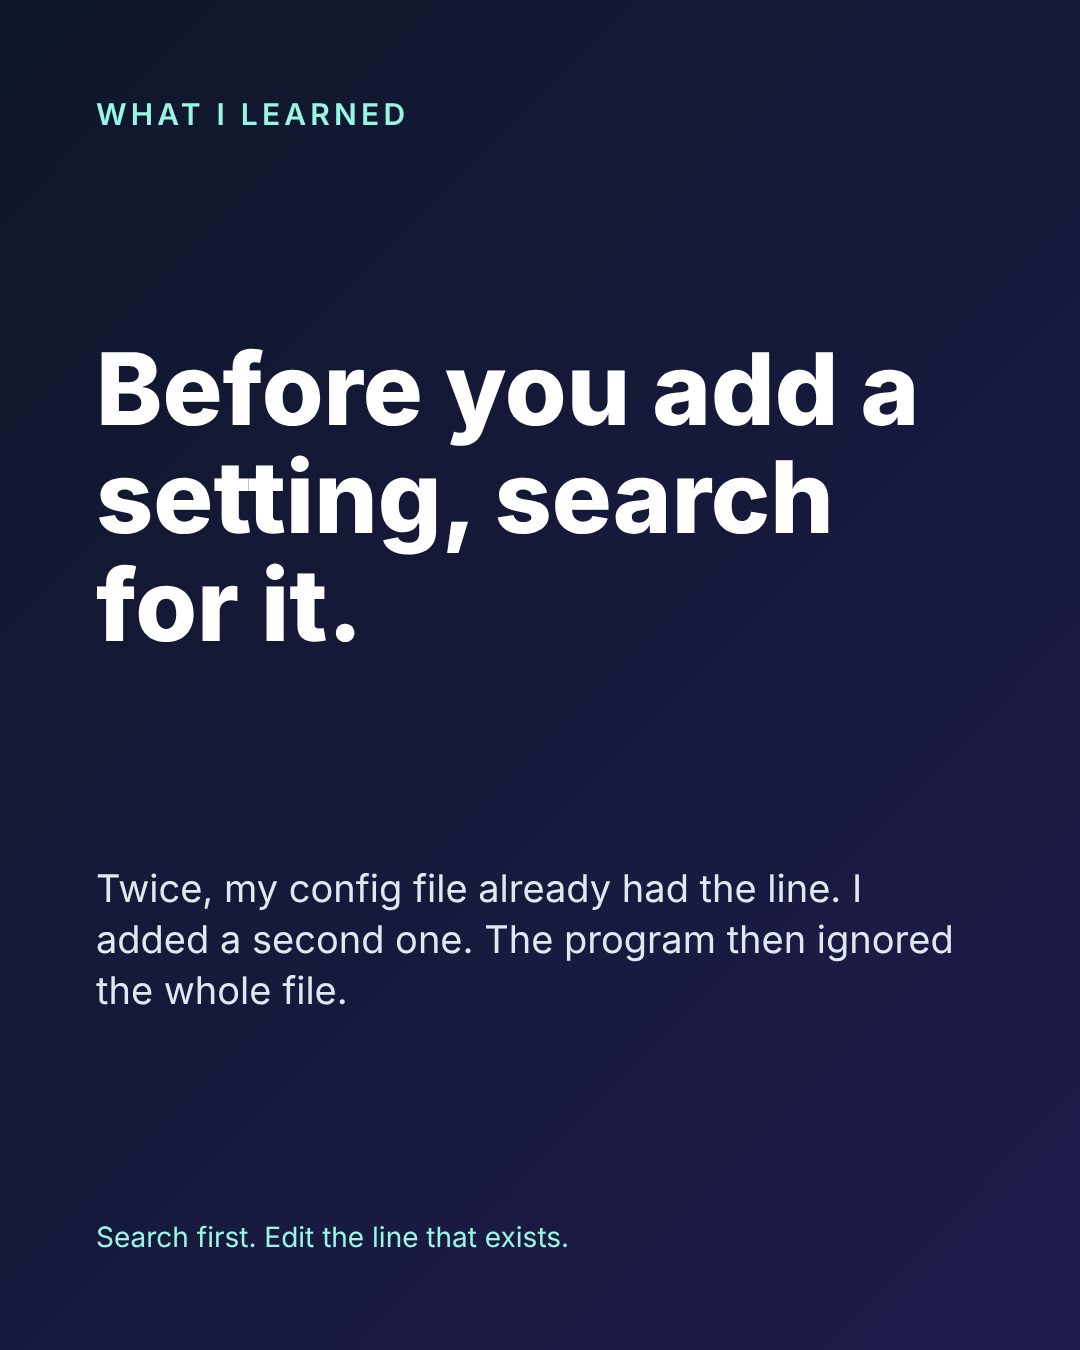 WHAT I LEARNED
Before you add a
setting, search
for it.
Twice, my config file already had the line. I
added a second one. The program then ignored
the whole file.
Search first. Edit the line that exists.